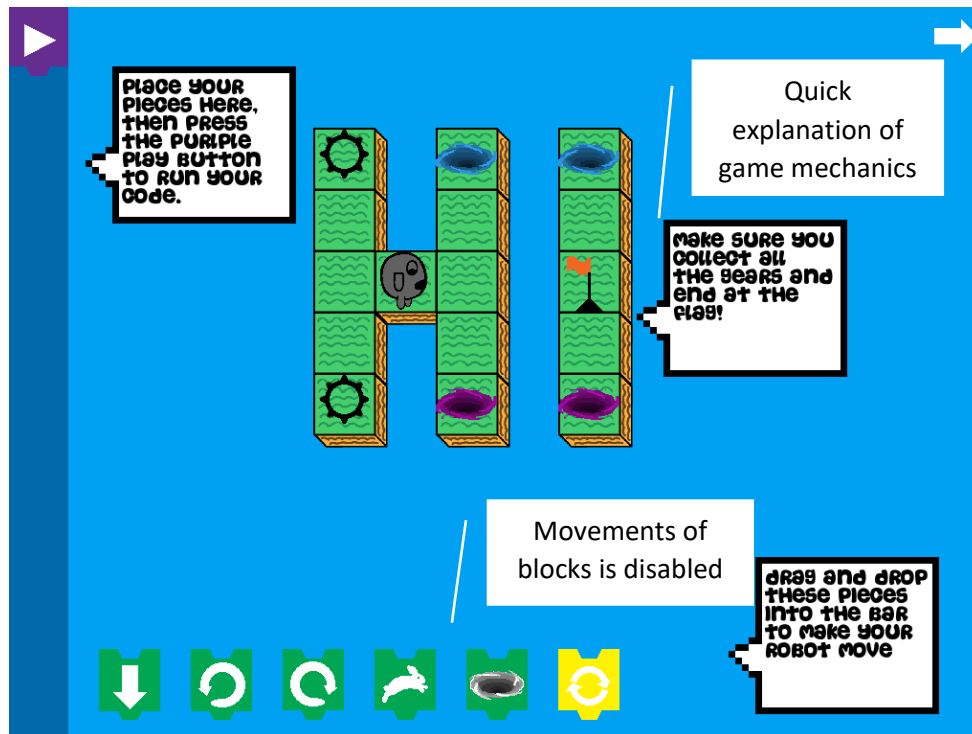 PLACE YOUR
PIECES HERE,
THEN PRESS
THE PURLPLE
PLAY BUTTON
TO RUN YOUR
CODE.
Quick
explanation of
game mechanics
MAKE SURE YOU
COLLECT ALL
THE GEARS AND
END AT THE
FLAG!
Movements of
blocks is disabled
DRAG AND DROP
THESE PIECES
INTO THE BAR
TO MAKE YOUR
ROBOT MOVE